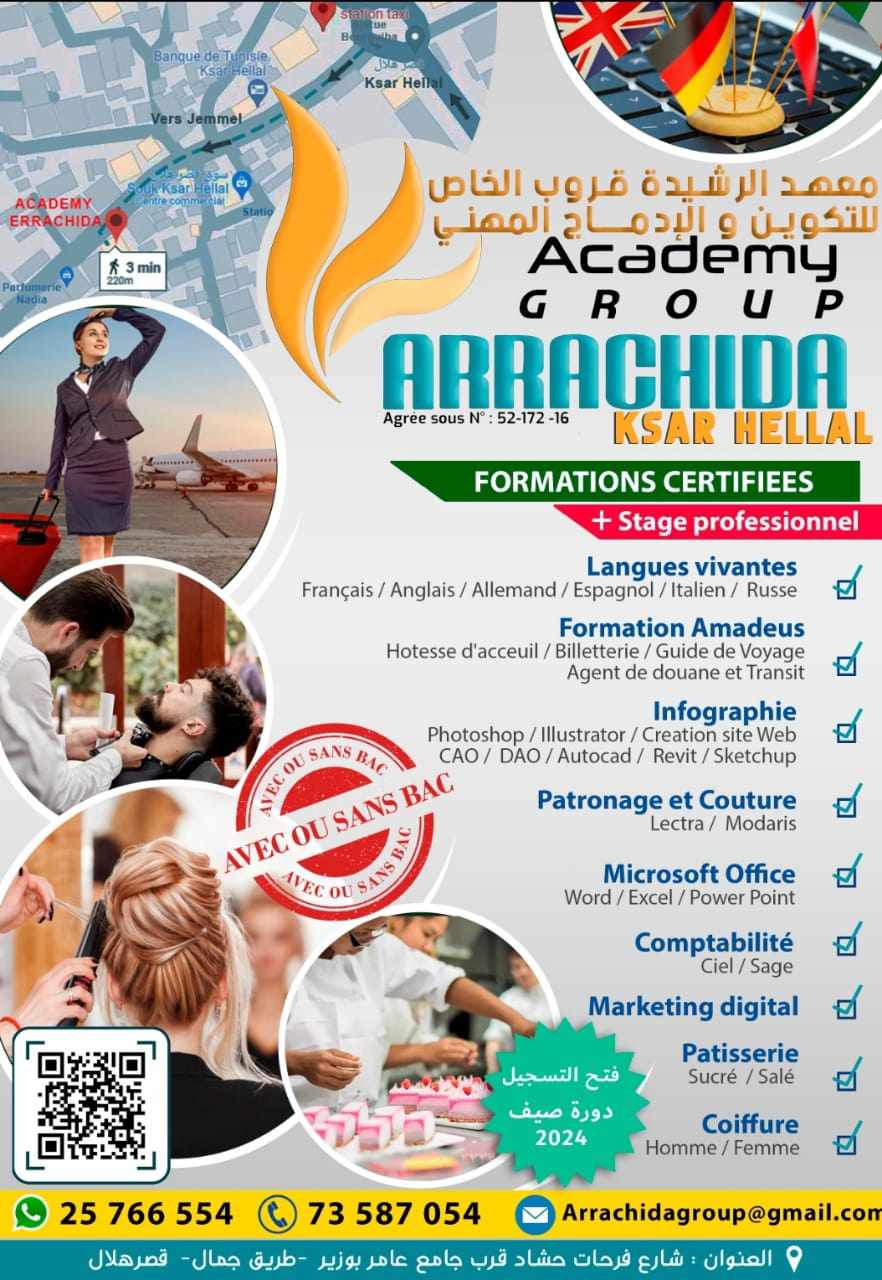 station taxi
Banque de Tunisie
Ksar Hellal
Ksar Hellal
Vers Jemmel
سوق قصر هلال
Souk Ksar Hellal
entre commercial
Statio
ACADEMY
ERRACHIDA
3 min
220m
Parfumerie
Nadia
معهد الرشيدة قروب الخاص
للتكوين و الإدماج المهني
Academy
GROUP
ARRACHIDA
Agrée sous N° : 52-172 -16
KSAR HELLAL
FORMATIONS CERTIFIEES
+ Stage professionnel
Langues vivantes
Français / Anglais / Allemand / Espagnol / Italien / Russe
Formation Amadeus
Hotesse d'acceuil / Billetterie / Guide de Voyage
Agent de douane et Transit
Infographie
Photoshop / Illustrator / Creation site Web
CAO / DAO / Autocad / Revit / Sketchup
Patronage et Couture
Lectra / Modaris
Microsoft Office
Word / Excel / Power Point
Comptabilité
Ciel / Sage
Marketing digital
Patisserie
Sucré / Salé
Coiffure
Homme / Femme
AVEC OU SANS BAC
AVEC OU SANS BAC
AVEC OU SANS BAC
فتح التسجيل
دورة صيف
2024
25 766 554
73 587 054
Arrachidagroup@gmail.com
العنوان : شارع فرحات حشاد قرب جامع عامر بوزير -طريق جمال- قصرهلال